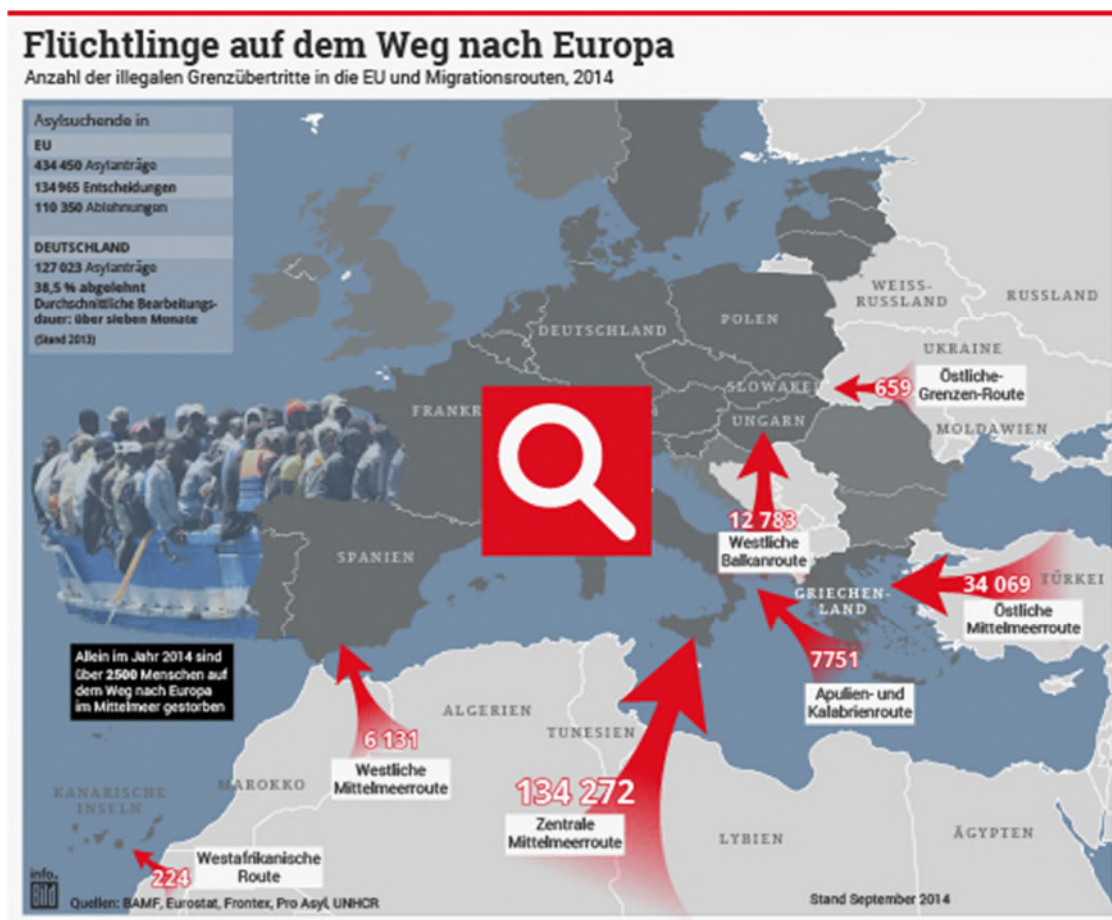 Flüchtlinge auf dem Weg nach Europa
Anzahl der illegalen Grenzübertritte in die EU und Migrationsrouten, 2014
Asylsuchende in
EU
434 450 Asylanträge
134 965 Entscheidungen
110 350 Ablehnungen
DEUTSCHLAND
127 023 Asylanträge
38,5 % abgelehnt
Durchschnittliche Bearbeitungs-
dauer: über sieben Monate
(Stand 2013)
WEISS-
RUSSLAND
RUSSLAND
DEUTSCHLAND
POLEN
UKRAINE
SLOWAKEI
659
Östliche-
Grenzen-Route
FRANKR
UNGARN
MOLDAWIEN
12 783
Westliche
Balkanroute
SPANIEN
GRIECHEN-
LAND
34 069
TÜRKEI
Östliche
Mittelmeerroute
7751
Apulien- und
Kalabrienroute
Allein im Jahr 2014 sind
über 2500 Menschen auf
dem Weg nach Europa
im Mittelmeer gestorben
ALGERIEN
TUNESIEN
6 131
Westliche
Mittelmeerroute
MAROKKO
KANARISCHE
INSELN
134 272
Zentrale
Mittelmeerroute
LYBIEN
ÄGYPTEN
224
Westafrikanische
Route
info.
Bild
Quellen: BAMF, Eurostat, Frontex, Pro Asyl, UNHCR
Stand September 2014